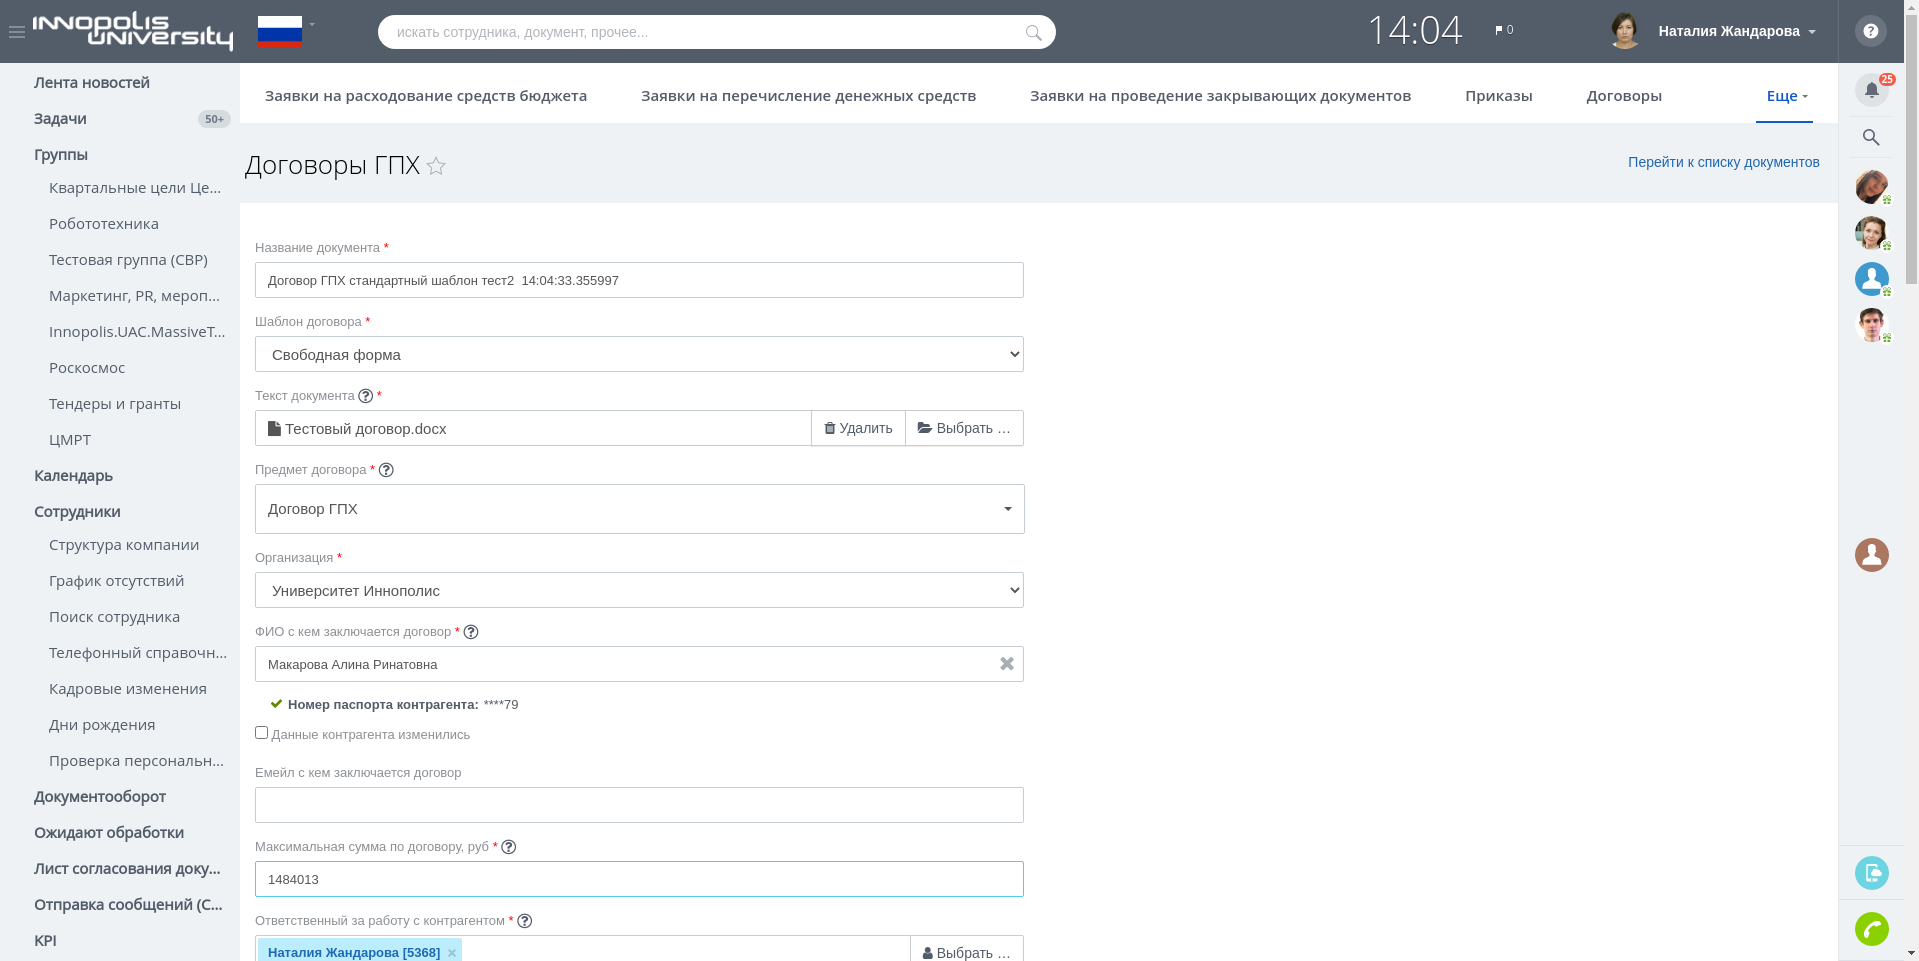 INNOPOLIS
UNIVERSITY
искать сотрудника, документ, прочее...
14:04
0
Наталия Жандарова
?
Лента новостей
Задачи
50+
Группы
Квартальные цели Це...
Робототехника
Тестовая группа (СВР)
Маркетинг, PR, мероп...
Innopolis.UAC.MassiveT...
Роскосмос
Тендеры и гранты
ЦМРТ
Календарь
Сотрудники
Структура компании
График отсутствий
Поиск сотрудника
Телефонный справочн...
Кадровые изменения
Дни рождения
Проверка персональн...
Документооборот
Ожидают обработки
Лист согласования доку...
Отправка сообщений (С...
KPI
Заявки на расходование средств бюджета
Заявки на перечисление денежных средств
Заявки на проведение закрывающих документов
Приказы
Договоры
Еще
25
Договоры ГПХ
Перейти к списку документов
Название документа *
Договор ГПХ стандартный шаблон тест2  14:04:33.355997
Шаблон договора *
Свободная форма
Текст документа ? *
Тестовый договор.docx
Удалить
Выбрать ...
Предмет договора * ?
Договор ГПХ
Организация *
Университет Иннополис
ФИО с кем заключается договор * ?
Макарова Алина Ринатовна
Номер паспорта контрагента: ****79
Данные контрагента изменились
Емейл с кем заключается договор
Максимальная сумма по договору, руб * ?
1484013
Ответственный за работу с контрагентом * ?
Наталия Жандарова [5368] ×
Выбрать ...